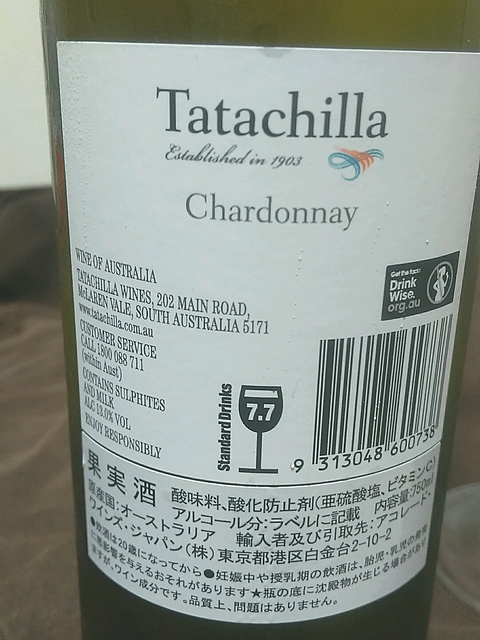 Tatachilla
Established in 1903
Chardonnay
WINE OF AUSTRALIA
TATACHILLA WINES, 202 MAIN ROAD,
McLAREN VALE, SOUTH AUSTRALIA 5171
www.tatachilla.com.au
CUSTOMER SERVICE
CALL 1800 088 711
(within Aust)
CONTAINS SULPHITES
AND MILK
ALC 13.0% VOL
ENJOY RESPONSIBLY
Get the facts
Drink
Wise.
org.au
Standard Drinks
7.7
9 313048 600738
果実酒 酸味料、酸化防止剤(亜硫酸塩、ビタミンC)
アルコール分:ラベルに記載 内容量:750ml
原産国:オーストラリア 輸入者及び引取先:アコレード・
ワインズ・ジャパン(株)東京都港区白金台2-10-2
●飲酒は20歳になってから●妊娠中や授乳期の飲酒は、胎児・乳児の発育
に悪影響を与えるおそれがあります★瓶の底に沈殿物が生じる場合があり
ますが、ワイン成分です。品質上、問題はありません。